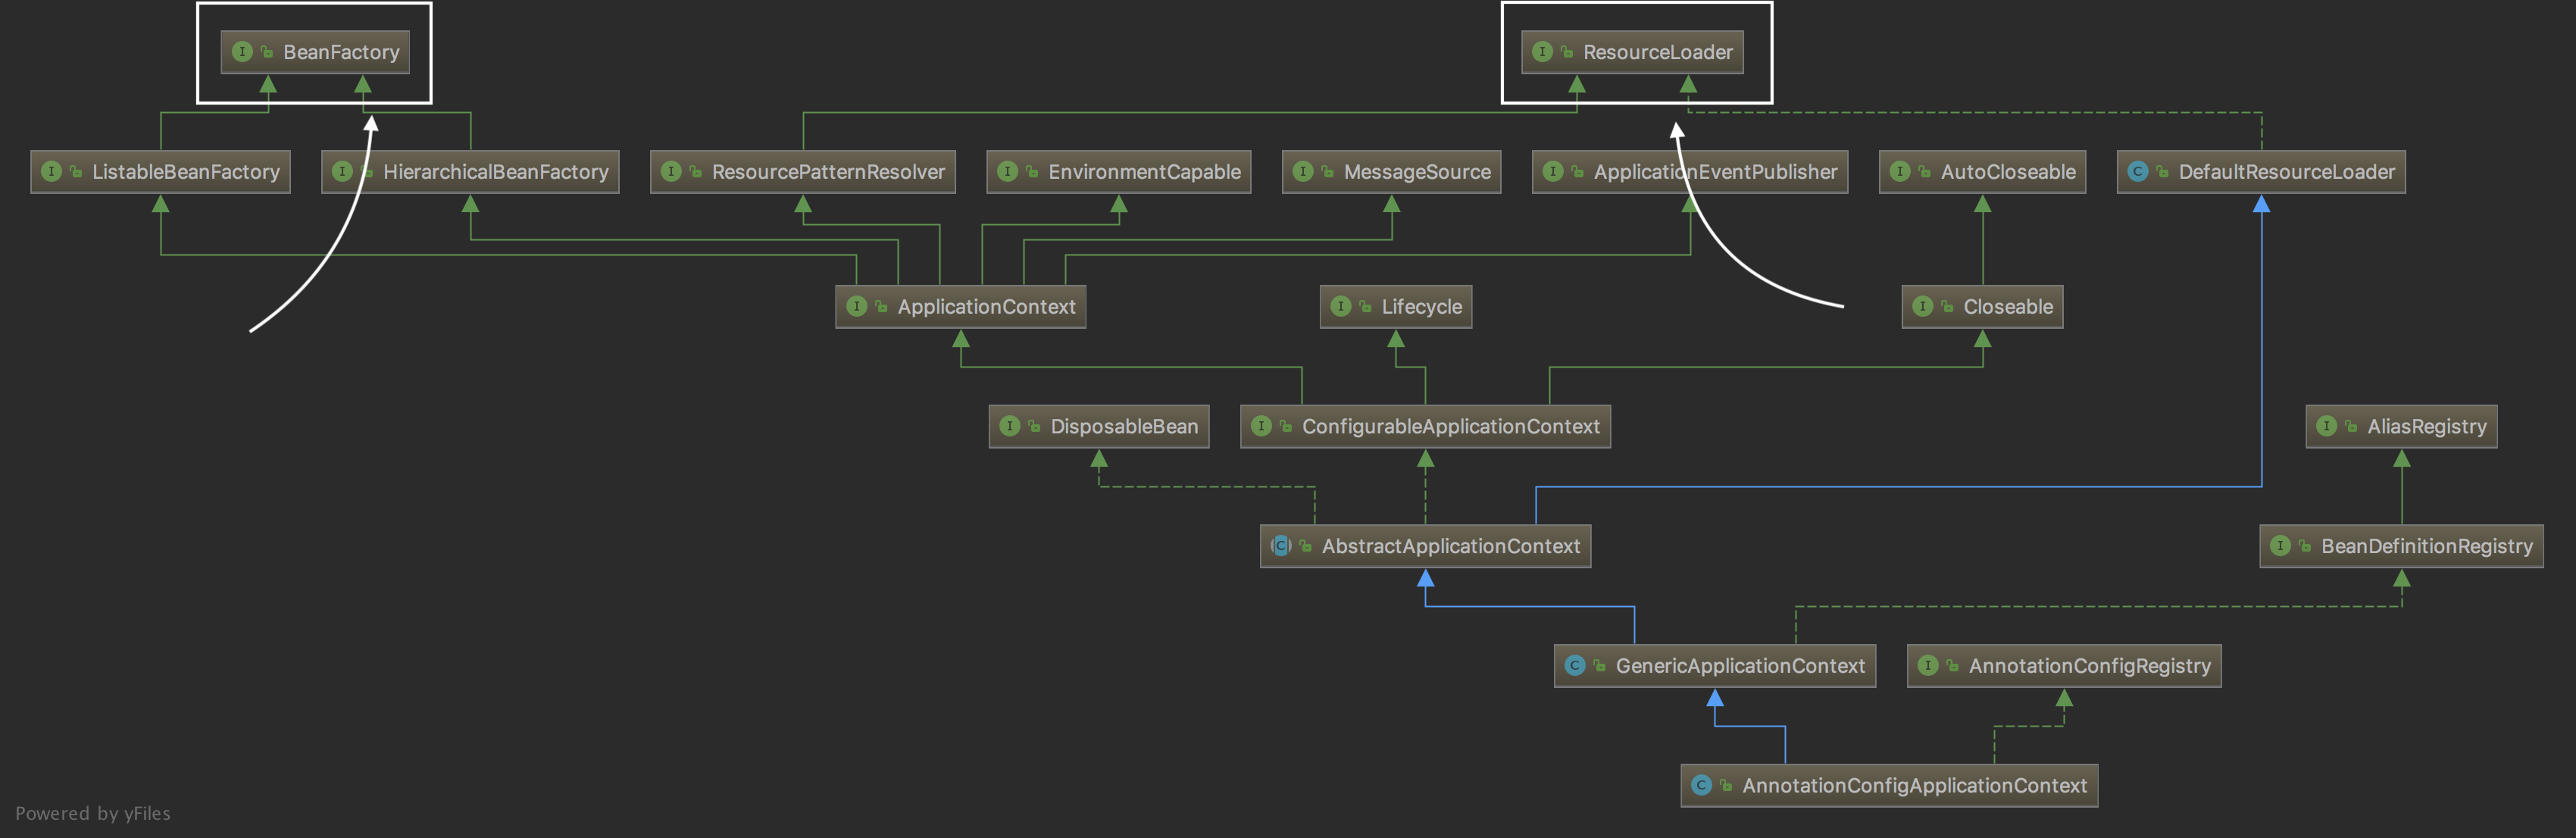 BeanFactory
ResourceLoader
ListableBeanFactory
HierarchicalBeanFactory
ResourcePatternResolver
EnvironmentCapable
MessageSource
ApplicationEventPublisher
AutoCloseable
DefaultResourceLoader
ApplicationContext
Lifecycle
Closeable
DisposableBean
ConfigurableApplicationContext
AliasRegistry
AbstractApplicationContext
BeanDefinitionRegistry
GenericApplicationContext
AnnotationConfigRegistry
AnnotationConfigApplicationContext
Powered by yFiles